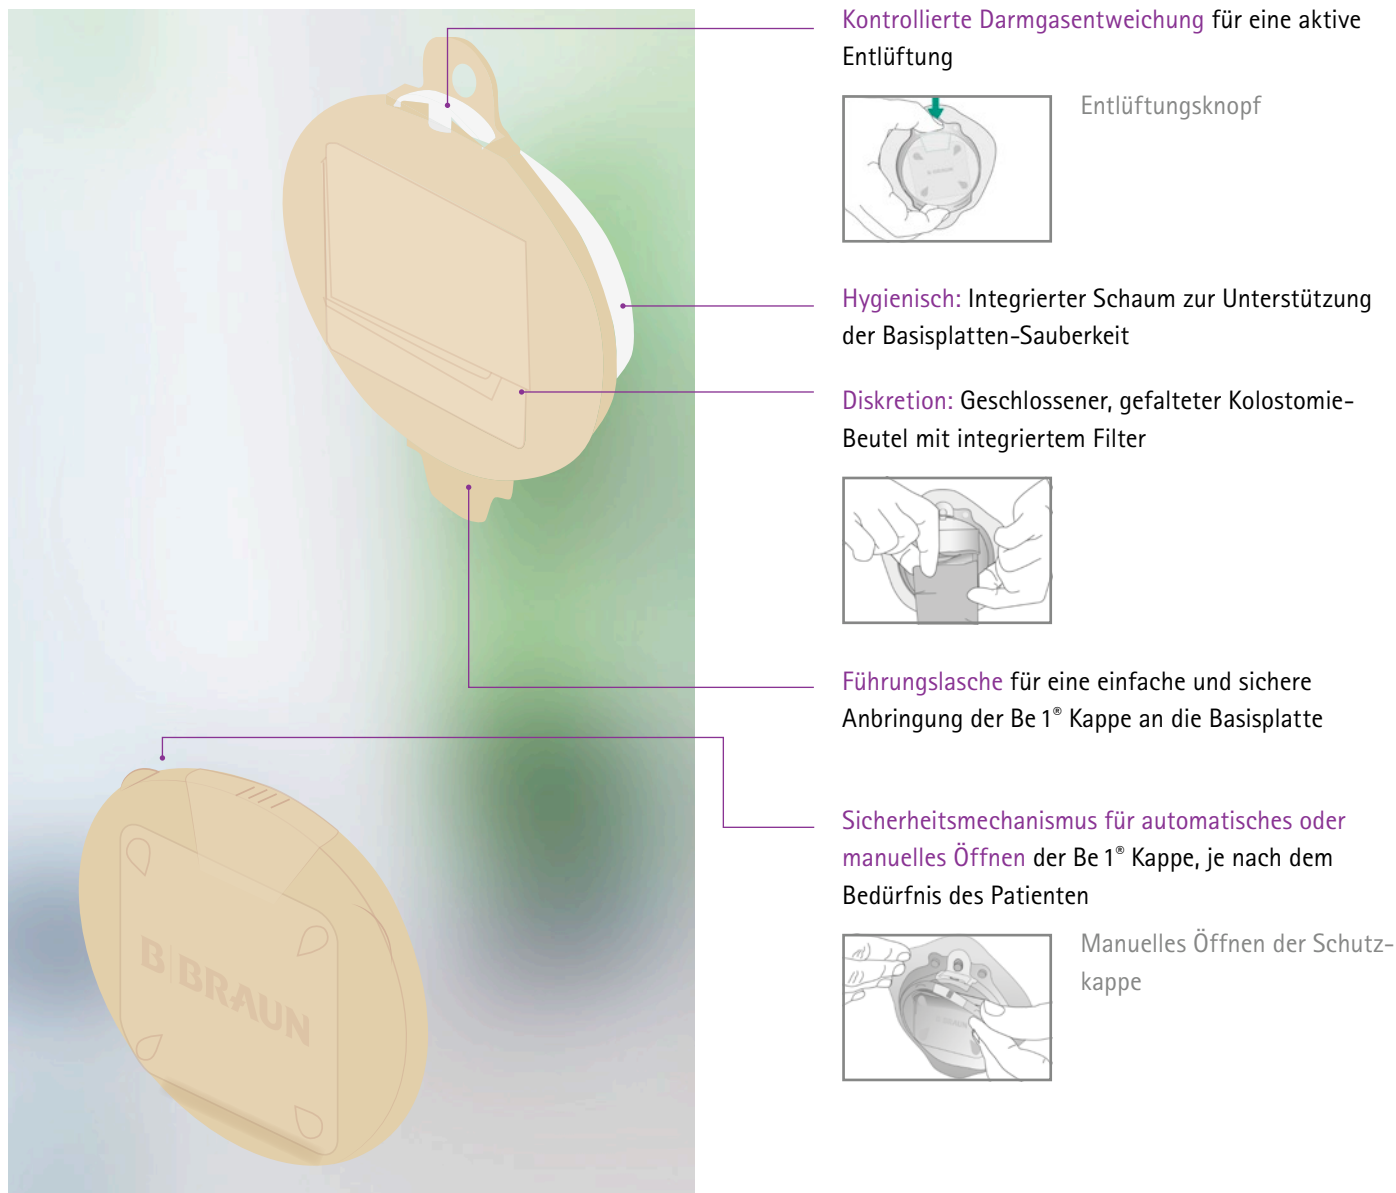 Kontrollierte Darmgasentweichung für eine aktive
Entlüftung
Entlüftungsknopf
Hygienisch: Integrierter Schaum zur Unterstützung
der Basisplatten-Sauberkeit
Diskretion: Geschlossener, gefalteter Kolostomie-
Beutel mit integriertem Filter
Führungslasche für eine einfache und sichere
Anbringung der Be 1® Kappe an die Basisplatte
Sicherheitsmechanismus für automatisches oder
manuelles Öffnen der Be 1® Kappe, je nach dem
Bedürfnis des Patienten
Manuelles Öffnen der Schutz-
kappe
B|BRAUN
B|BRAUN